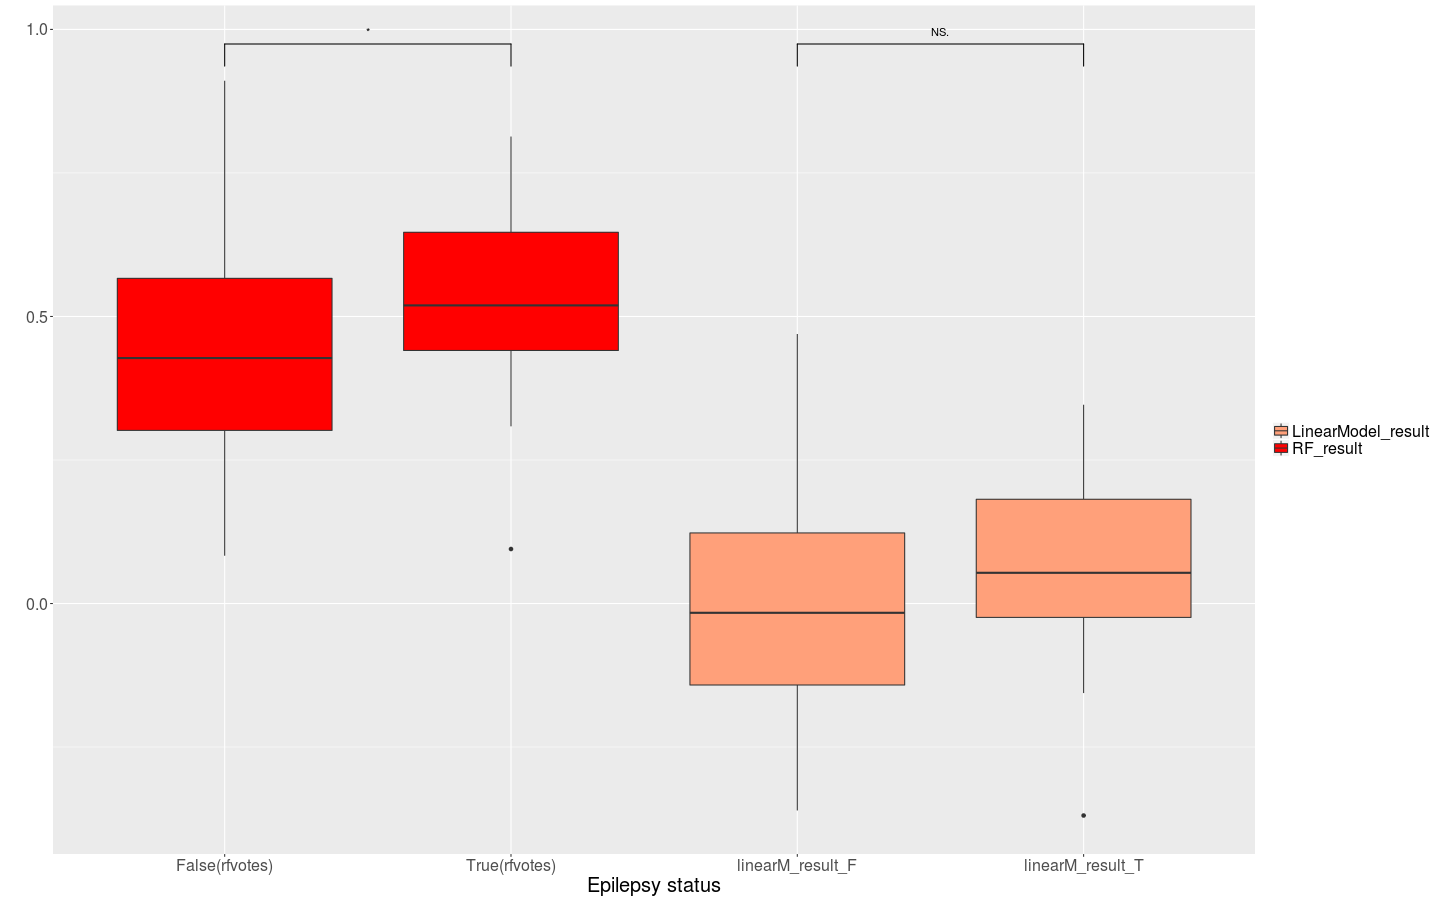 1.0
*
NS.
0.5
0.0
LinearModel_result
RF_result
False(rfvotes)
True(rfvotes)
linearM_result_F
linearM_result_T
Epilepsy status